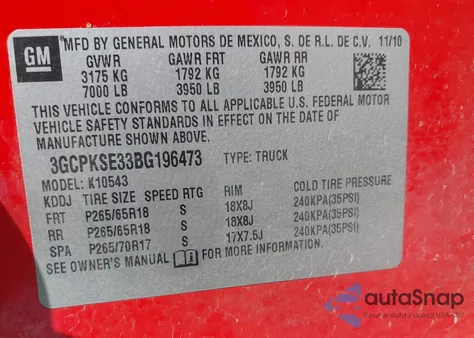 GM MFD BY GENERAL MOTORS DE MEXICO, S. DE R.L. DE C.V. 11/10
GVWR GAWR FRT GAWR RR
3175 KG 1792 KG 1792 KG
7000 LB 3950 LB 3950 LB
THIS VEHICLE CONFORMS TO ALL APPLICABLE U.S. FEDERAL MOTOR
VEHICLE SAFETY STANDARDS IN EFFECT ON THE DATE OF
MANUFACTURE SHOWN ABOVE.
3GCPKSE33BG196473 TYPE: TRUCK
MODEL: K10543
KDDJ TIRE SIZE SPEED RTG RIM COLD TIRE PRESSURE
FRT P265/65R18 S 18X8J 240KPA(35PSI)
RR P265/65R18 S 18X8J 240KPA(35PSI)
SPA P265/70R17 S 17X7.5J 240KPA(35PSI)
SEE OWNER'S MANUAL FOR MORE INFORMATION
autoSnap